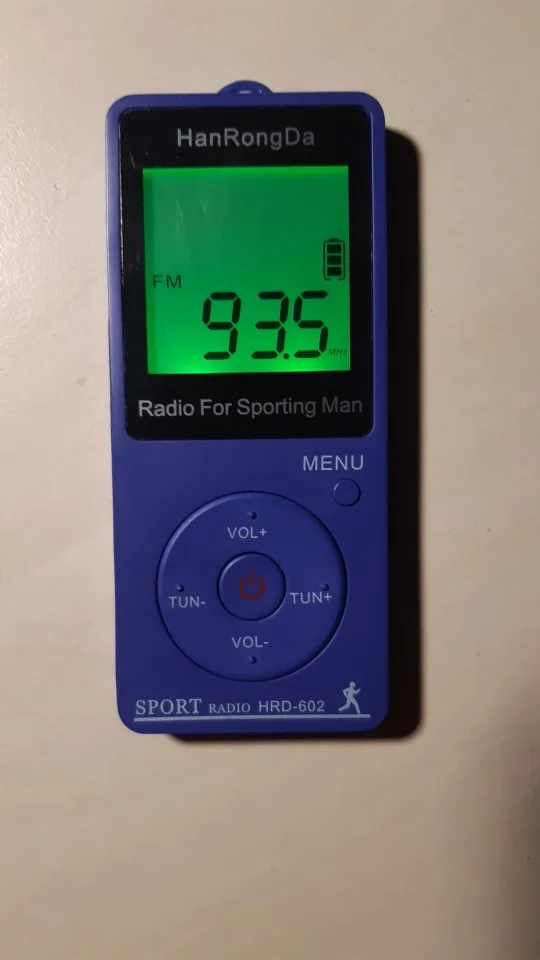 HanRongDa
FM
93.5 MHz
Radio For Sporting Man
MENU
VOL+
TUN- TUN+
VOL-
SPORT RADIO HRD-602